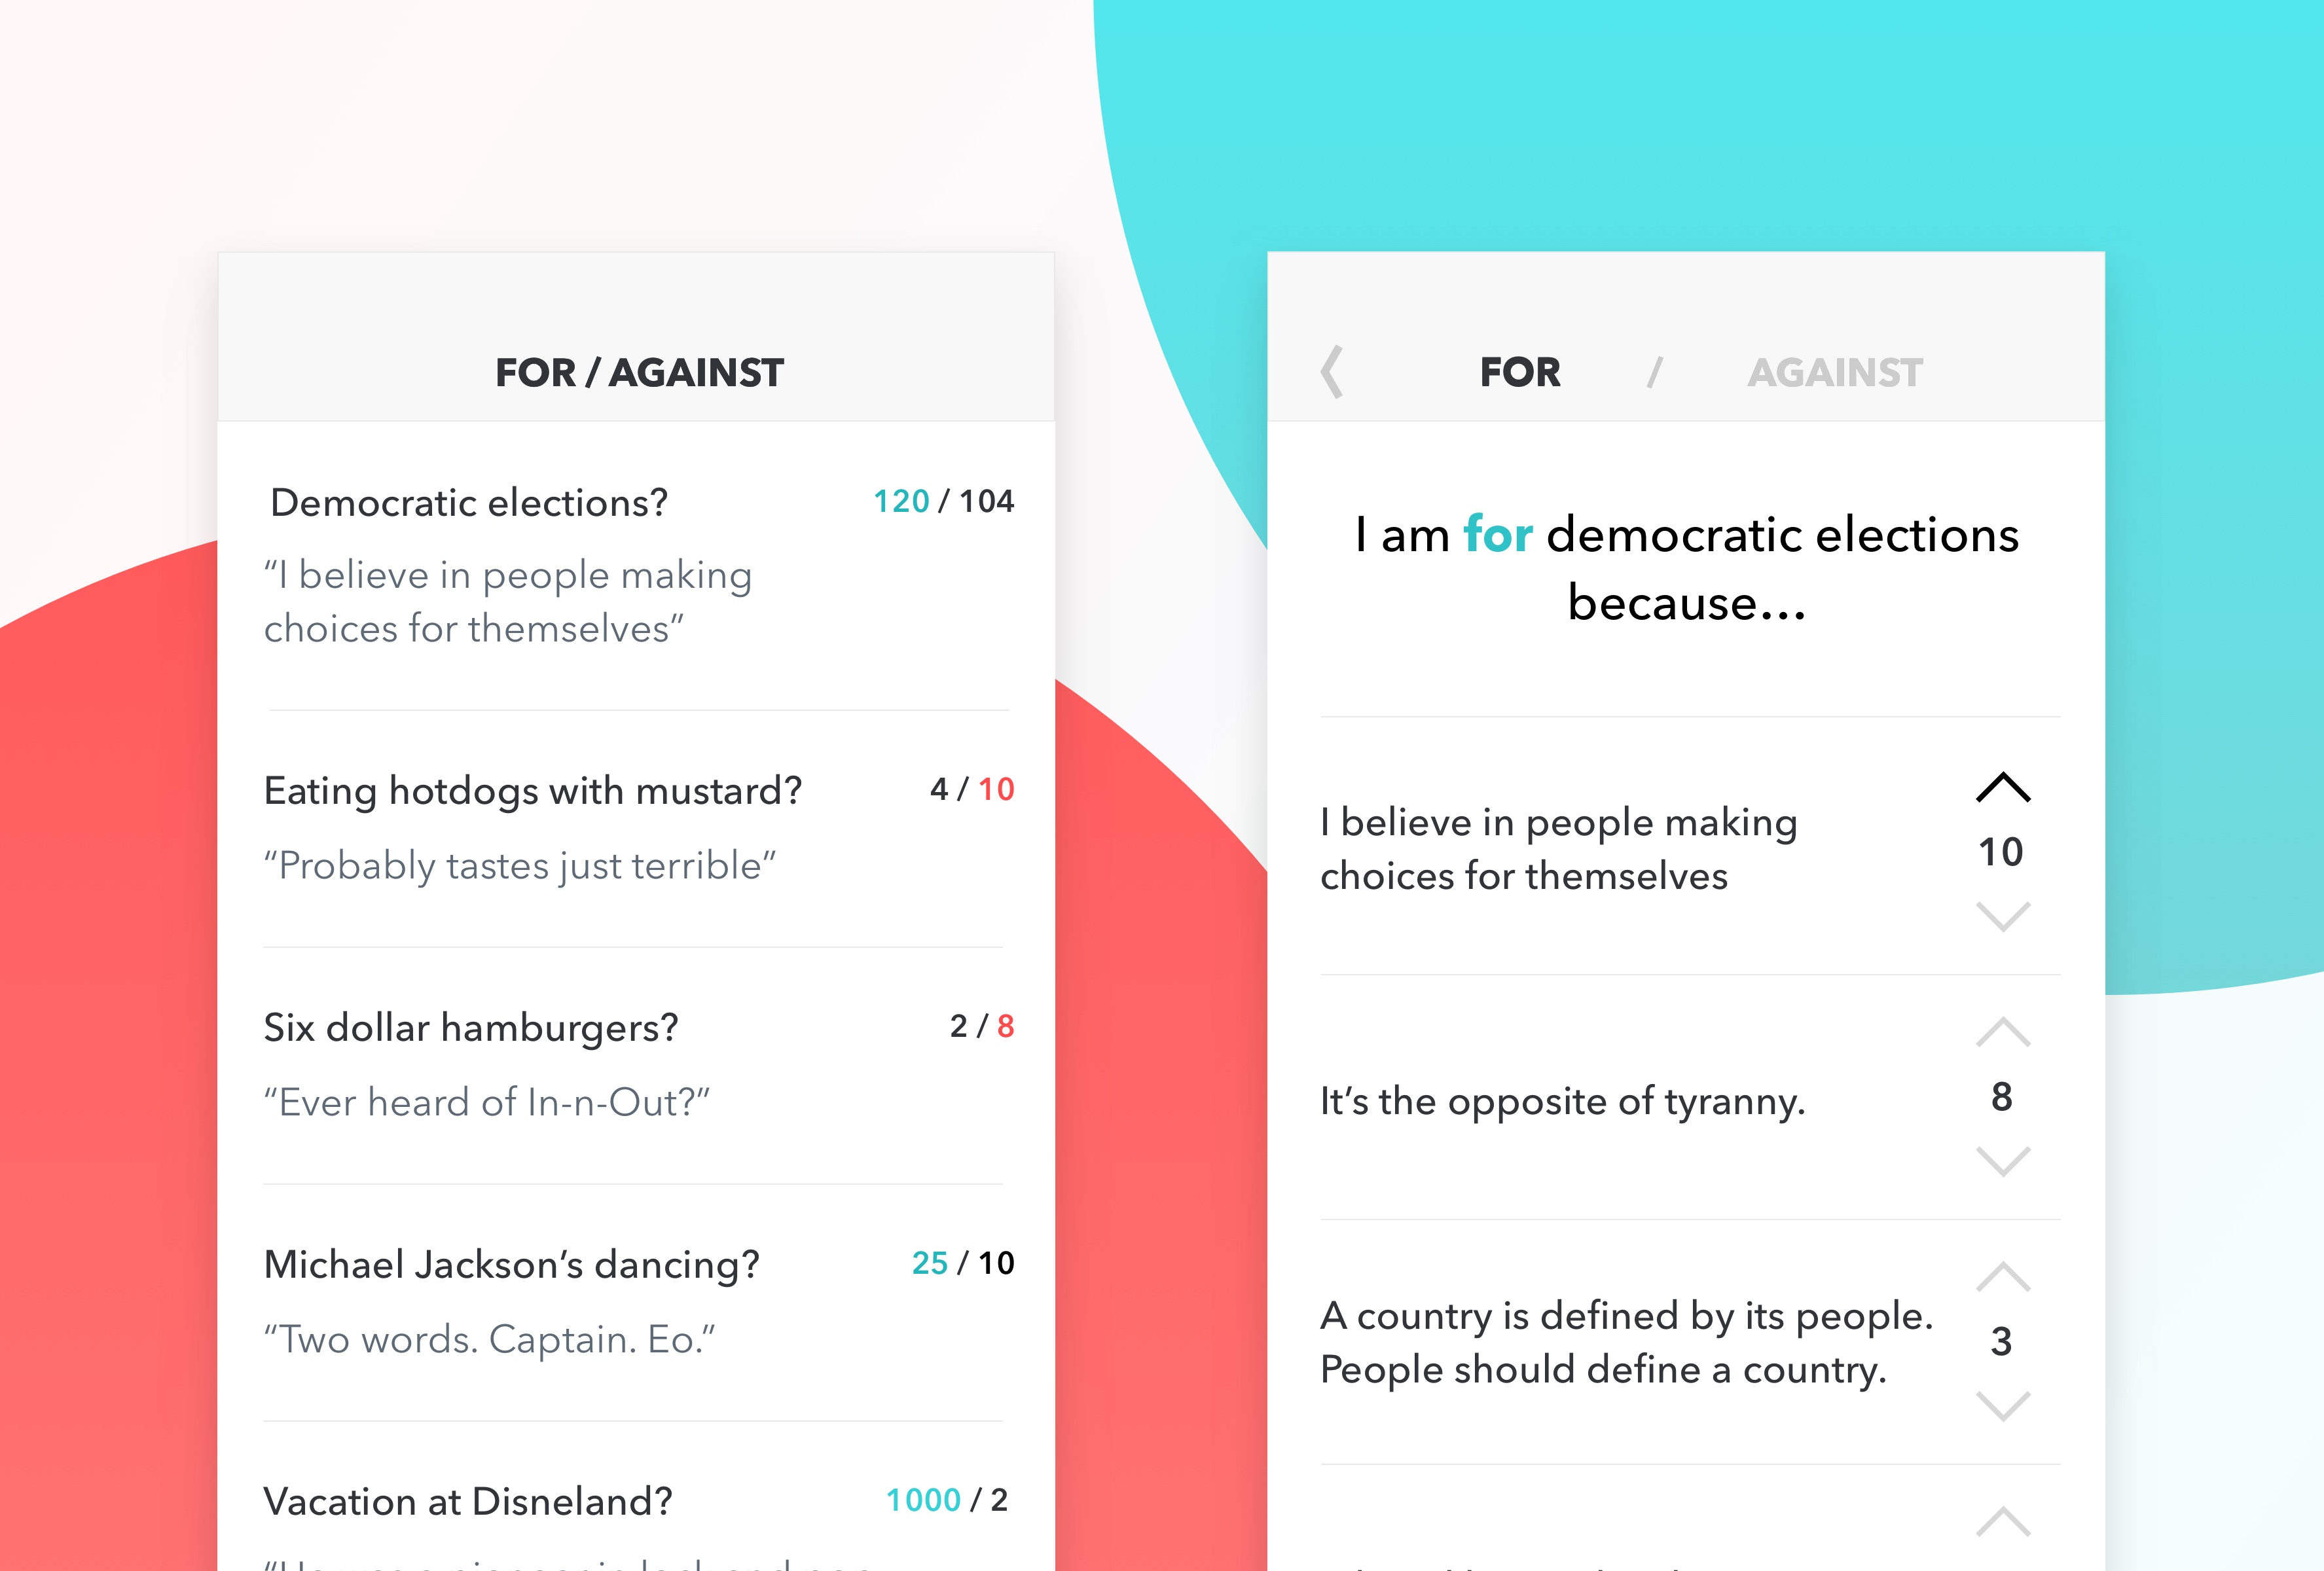 FOR / AGAINST
Democratic elections?
120 / 104
“I believe in people making
choices for themselves”
Eating hotdogs with mustard?
4 / 10
“Probably tastes just terrible”
Six dollar hamburgers?
2 / 8
“Ever heard of In-n-Out?”
Michael Jackson’s dancing?
25 / 10
“Two words. Captain. Eo.”
Vacation at Disneland?
1000 / 2
FOR / AGAINST
I am for democratic elections
because...
I believe in people making
choices for themselves
10
It’s the opposite of tyranny.
8
A country is defined by its people.
People should define a country.
3